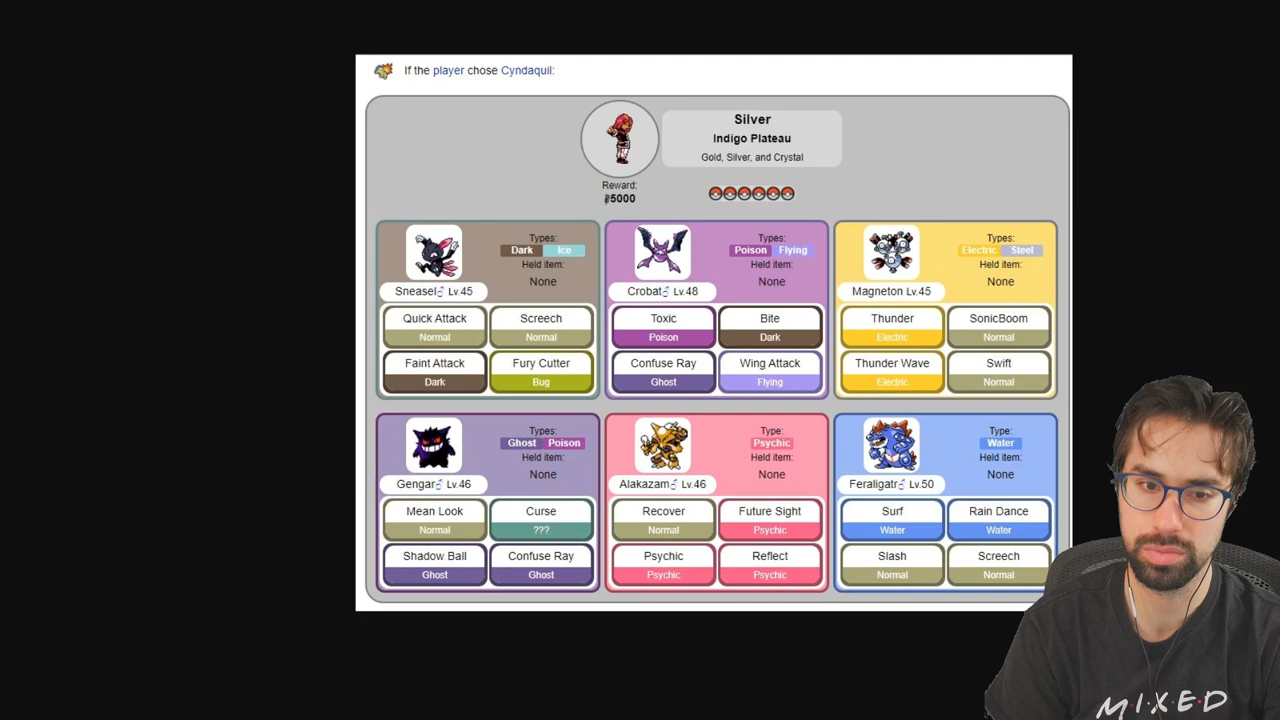 If the player chose Cyndaquil:
Silver
Indigo Plateau
Gold, Silver, and Crystal
Reward:
5000
Types:
Dark Ice
Held item:
None
Sneasel♂ Lv.45
Quick Attack
Normal
Screech
Normal
Faint Attack
Dark
Fury Cutter
Bug
Types:
Poison Flying
Held item:
None
Crobat♂ Lv.48
Toxic
Poison
Bite
Dark
Confuse Ray
Ghost
Wing Attack
Flying
Types:
Electric Steel
Held item:
None
Magneton Lv.45
Thunder
Electric
SonicBoom
Normal
Thunder Wave
Electric
Swift
Normal
Types:
Ghost Poison
Held item:
None
Gengar♂ Lv.46
Mean Look
Normal
Curse
???
Shadow Ball
Ghost
Confuse Ray
Ghost
Type:
Psychic
Held item:
None
Alakazam♂ Lv.46
Recover
Normal
Future Sight
Psychic
Psychic
Psychic
Reflect
Psychic
Type:
Water
Held item:
None
Feraligatr♂ Lv.50
Surf
Water
Rain Dance
Water
Slash
Normal
Screech
Normal
M.I.X.E.D